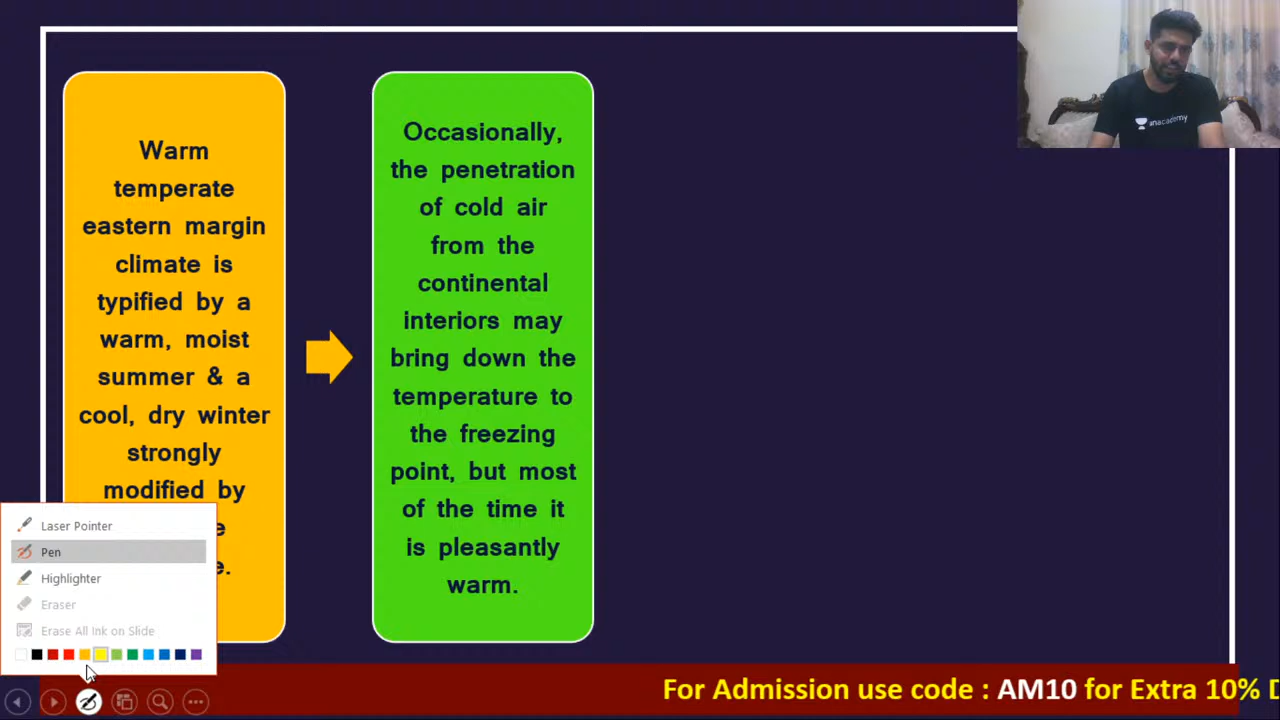 Warm
temperate
eastern margin
climate is
typified by a
warm, moist
summer & a
cool, dry winter
strongly
modified by
Occasionally,
the penetration
of cold air
from the
continental
interiors may
bring down the
temperature to
the freezing
point, but most
of the time it
is pleasantly
warm.
unacademy
Laser Pointer
Pen
Highlighter
Eraser
Erase All Ink on Slide
For Admission use code : AM10 for Extra 10%